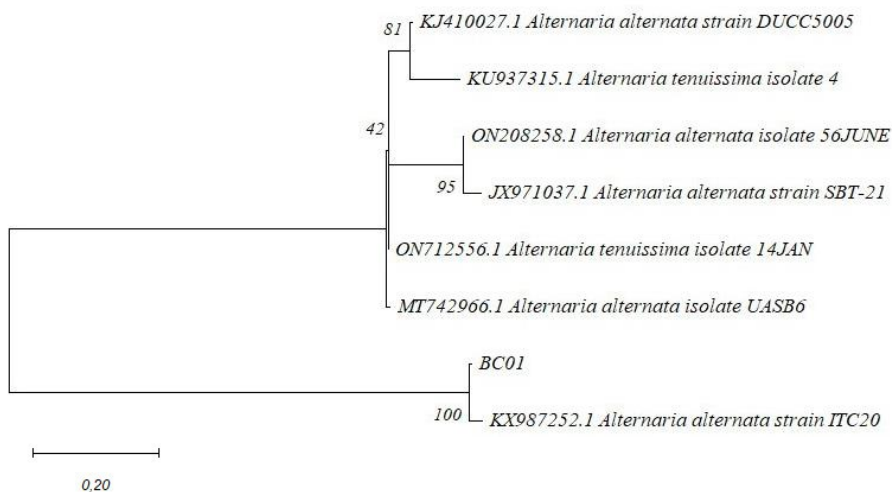 81
KJ410027.1 Alternaria alternata strain DUCC5005
KU937315.1 Alternaria tenuissima isolate 4
42
ON208258.1 Alternaria alternata isolate 56JUNE
95
JX971037.1 Alternaria alternata strain SBT-21
ON712556.1 Alternaria tenuissima isolate 14JAN
MT742966.1 Alternaria alternata isolate UASB6
BC01
100
KX987252.1 Alternaria alternata strain ITC20
0,20